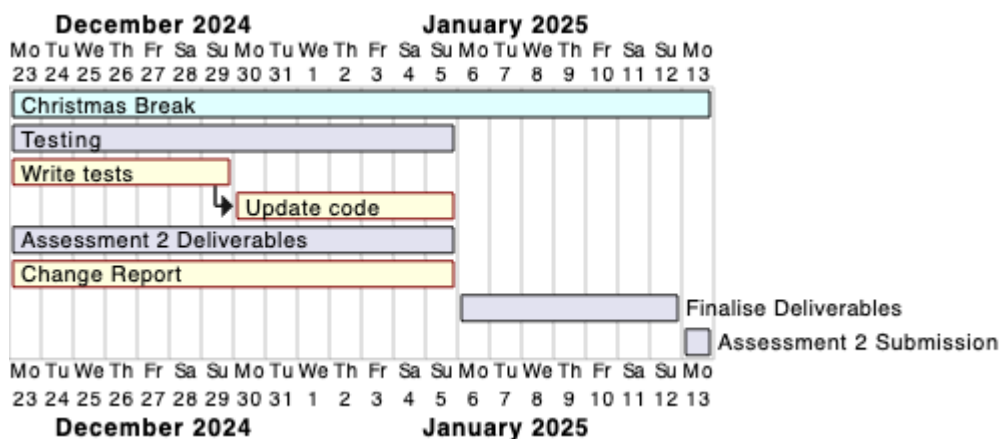 December 2024 January 2025
Mo Tu We Th Fr Sa Su Mo Tu We Th Fr Sa Su Mo Tu We Th Fr Sa Su Mo
23 24 25 26 27 28 29 30 31 1 2 3 4 5 6 7 8 9 10 11 12 13
Christmas Break
Testing
Write tests
Update code
Assessment 2 Deliverables
Change Report
Finalise Deliverables
Assessment 2 Submission
Mo Tu We Th Fr Sa Su Mo Tu We Th Fr Sa Su Mo Tu We Th Fr Sa Su Mo
23 24 25 26 27 28 29 30 31 1 2 3 4 5 6 7 8 9 10 11 12 13
December 2024 January 2025